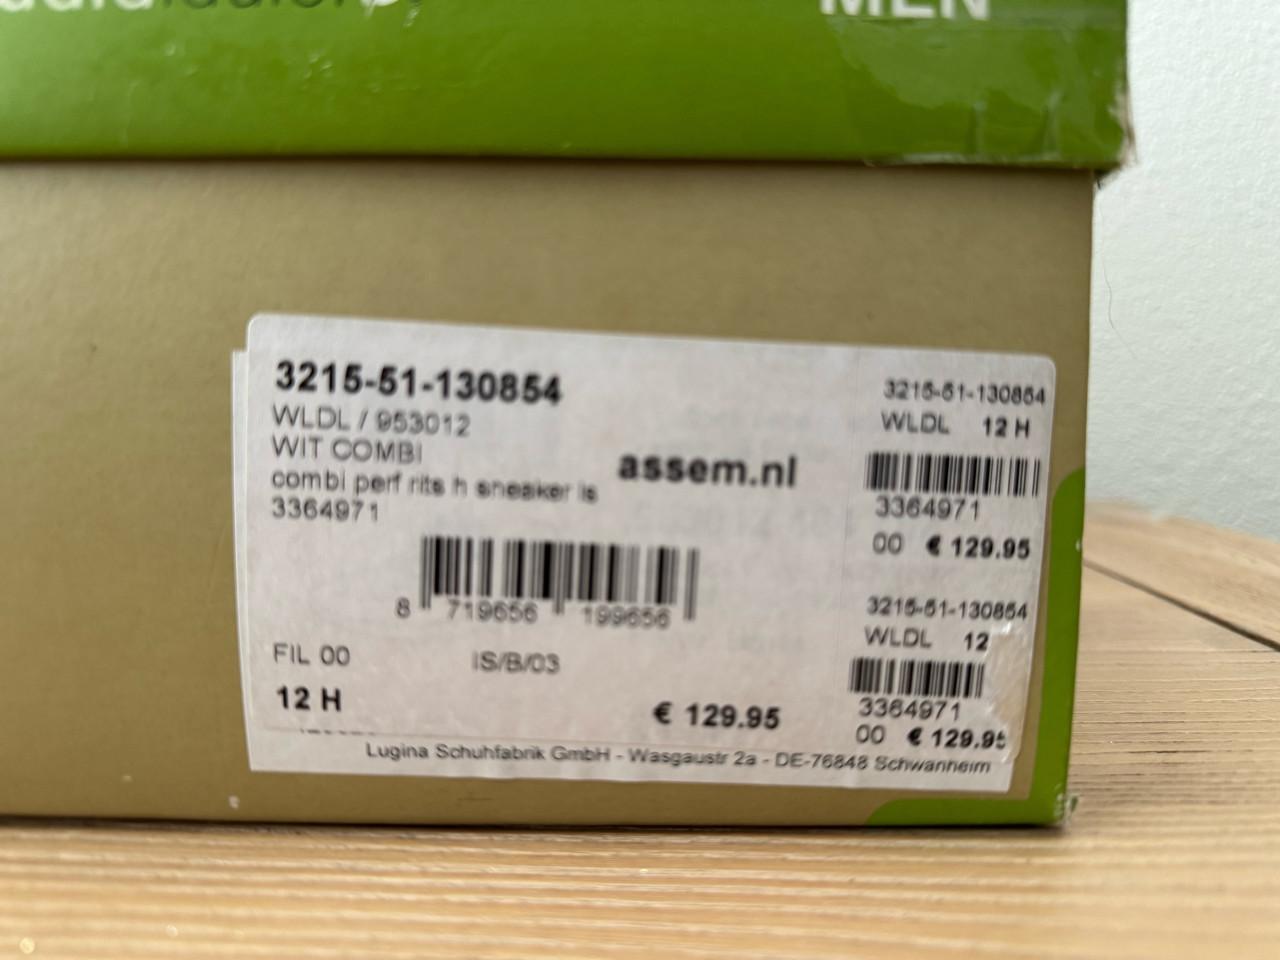 MEN
3215-51-130854
WLDL / 953012
WIT COMBI
combi perf rits h sneaker is
3364971
assem.nl
8 719656 199656
FIL 00
IS/B/03
12 H
€ 129.95
3215-51-130854
WLDL 12 H
3364971
00 € 129.95
3215-51-130854
WLDL 12
3364971
00 € 129.95
Lugina Schuhfabrik GmbH - Wasgaustr 2a - DE-76848 Schwanheim